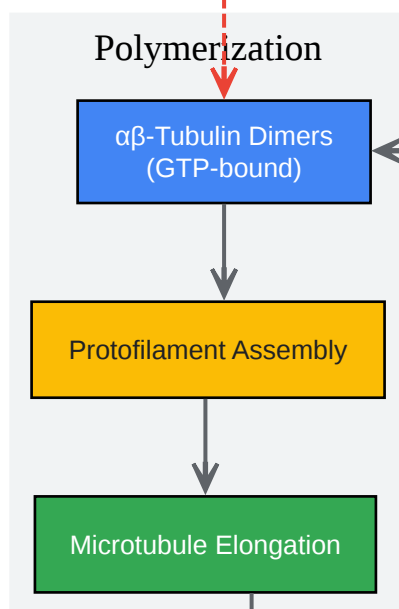 Polymerization
αβ-Tubulin Dimers
(GTP-bound)
Protofilament Assembly
Microtubule Elongation